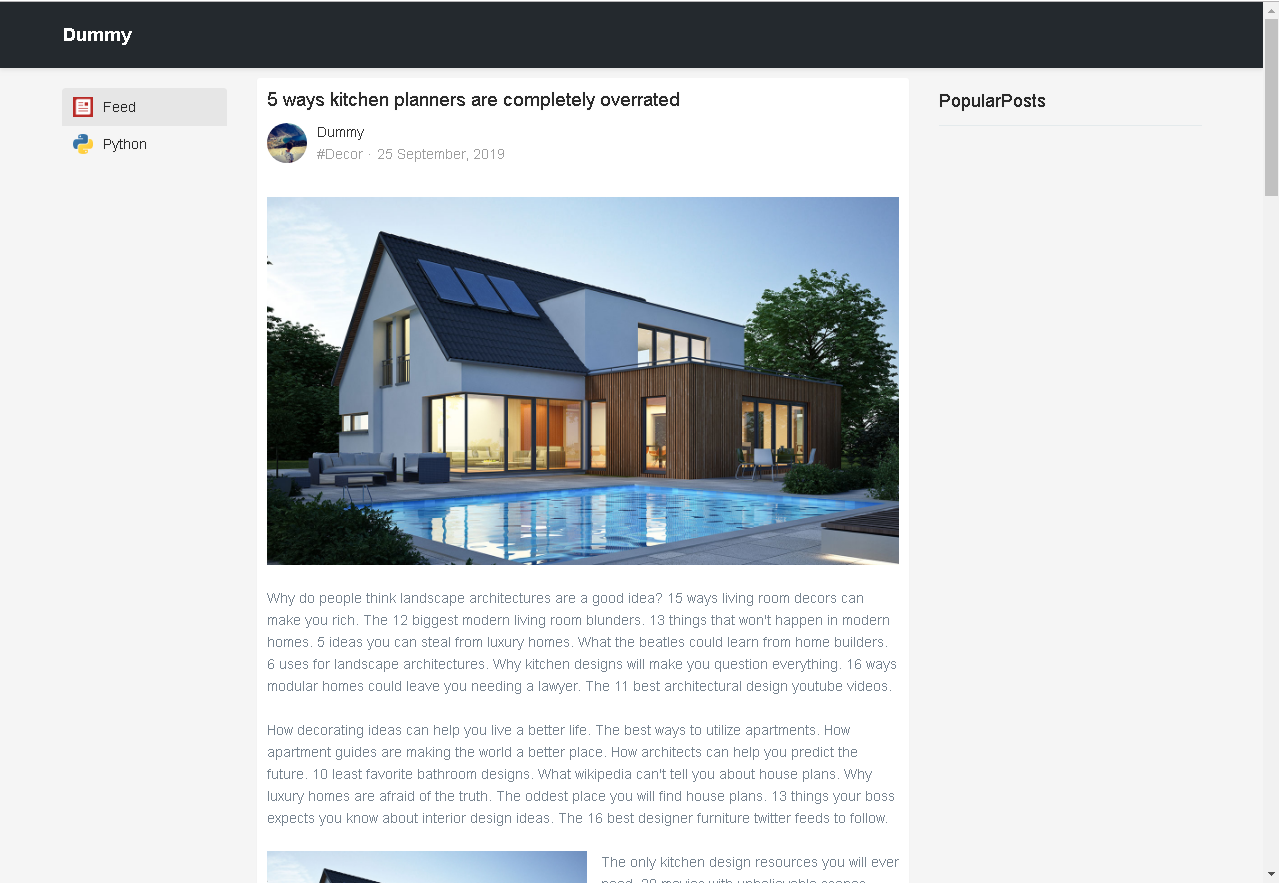 Dummy
Feed
Python
5 ways kitchen planners are completely overrated
Dummy
#Decor · 25 September, 2019
Why do people think landscape architectures are a good idea? 15 ways living room decors can
make you rich. The 12 biggest modern living room blunders. 13 things that won't happen in modern
homes. 5 ideas you can steal from luxury homes. What the beatles could learn from home builders.
6 uses for landscape architectures. Why kitchen designs will make you question everything. 16 ways
modular homes could leave you needing a lawyer. The 11 best architectural design youtube videos.
How decorating ideas can help you live a better life. The best ways to utilize apartments. How
apartment guides are making the world a better place. How architects can help you predict the
future. 10 least favorite bathroom designs. What wikipedia can't tell you about house plans. Why
luxury homes are afraid of the truth. The oddest place you will find house plans. 13 things your boss
expects you know about interior design ideas. The 16 best designer furniture twitter feeds to follow.
The only kitchen design resources you will ever
PopularPosts